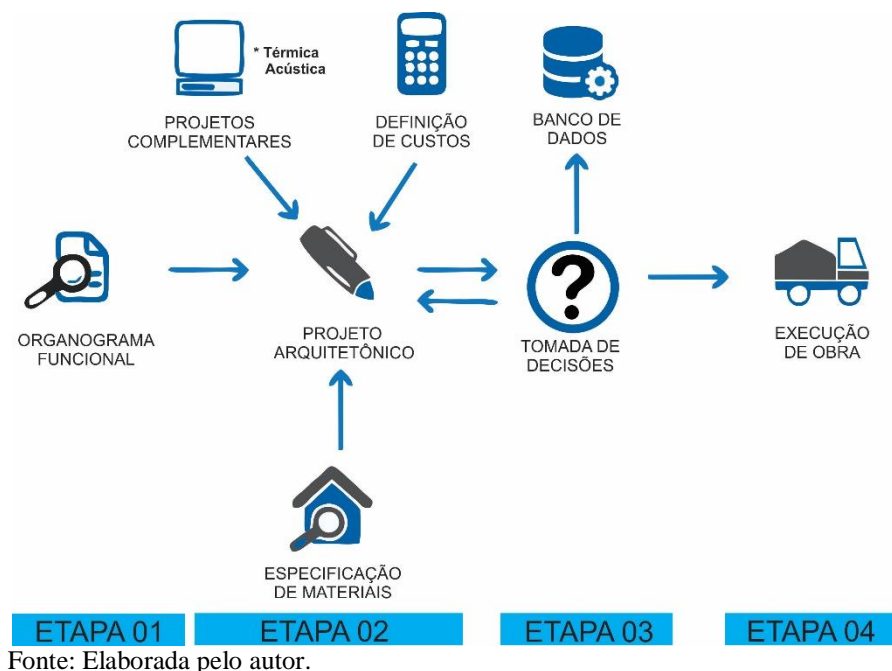 * Térmica
Acústica
PROJETOS
COMPLEMENTARES
DEFINIÇÃO
DE CUSTOS
BANCO DE
DADOS
ORGANOGRAMA
FUNCIONAL
PROJETO
ARQUITETÔNICO
?
TOMADA DE
DECISÕES
EXECUÇÃO
DE OBRA
ESPECIFICAÇÃO
DE MATERIAIS
ETAPA 01
ETAPA 02
ETAPA 03
ETAPA 04
Fonte: Elaborada pelo autor.